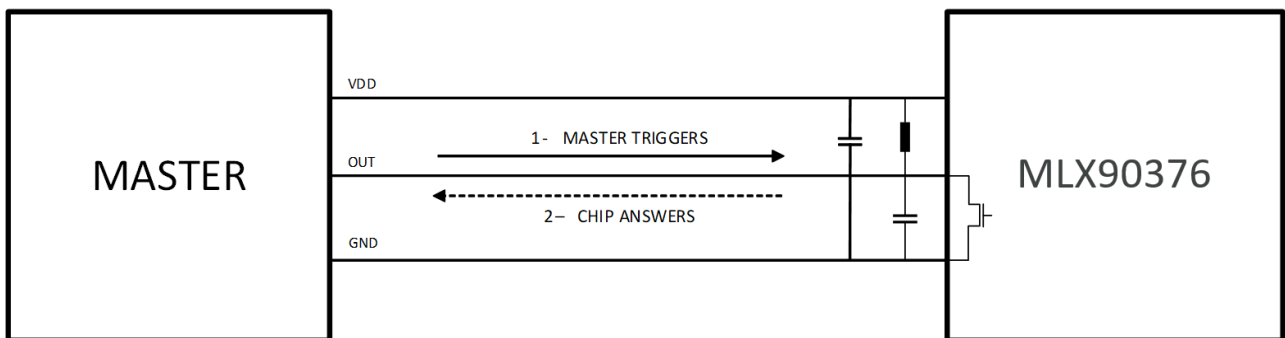 MASTER
VDD
1- MASTER TRIGGERS
OUT
2– CHIP ANSWERS
GND
MLX90376